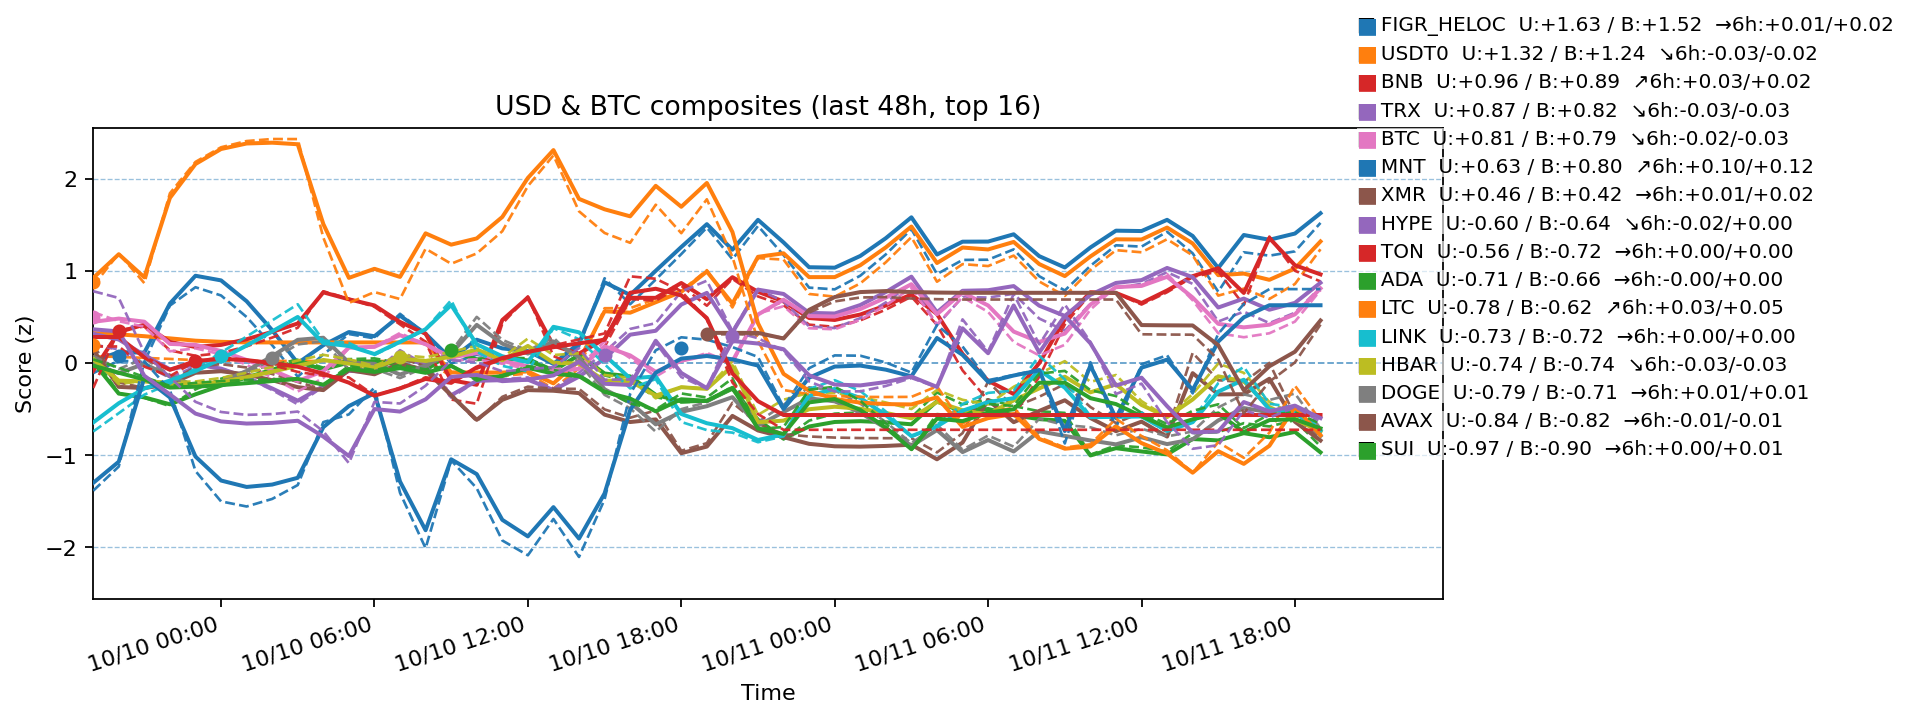 FIGR_HELOC  U:+1.63 / B:+1.52  →6h:+0.01/+0.02
USDT0  U:+1.32 / B:+1.24  ↘6h:-0.03/-0.02
BNB  U:+0.96 / B:+0.89  ↗6h:+0.03/+0.02
TRX  U:+0.87 / B:+0.82  ↘6h:-0.03/-0.03
BTC  U:+0.81 / B:+0.79  ↘6h:-0.02/-0.03
MNT  U:+0.63 / B:+0.80  ↗6h:+0.10/+0.12
XMR  U:+0.46 / B:+0.42  →6h:+0.01/+0.02
HYPE  U:-0.60 / B:-0.64  ↘6h:-0.02/+0.00
TON  U:-0.56 / B:-0.72  →6h:+0.00/+0.00
ADA  U:-0.71 / B:-0.66  →6h:-0.00/+0.00
LTC  U:-0.78 / B:-0.62  ↗6h:+0.03/+0.05
LINK  U:-0.73 / B:-0.72  →6h:+0.00/+0.00
HBAR  U:-0.74 / B:-0.74  ↘6h:-0.03/-0.03
DOGE  U:-0.79 / B:-0.71  →6h:+0.01/+0.01
AVAX  U:-0.84 / B:-0.82  →6h:-0.01/-0.01
SUI  U:-0.97 / B:-0.90  →6h:+0.00/+0.01
USD & BTC composites (last 48h, top 16)
Score (z)
2
1
0
−1
−2
10/10 00:00
10/10 06:00
10/10 12:00
10/10 18:00
10/11 00:00
10/11 06:00
10/11 12:00
10/11 18:00
Time